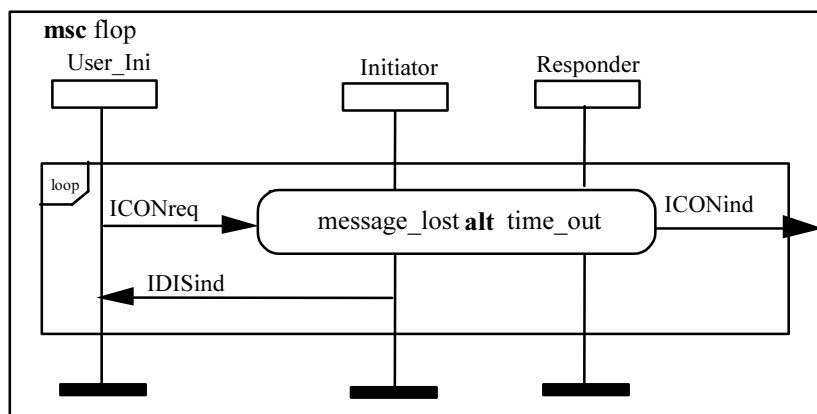 msc flop
User_Ini
Initiator
Responder
loop
ICONreq
message_lost alt time_out
ICONind
IDISind